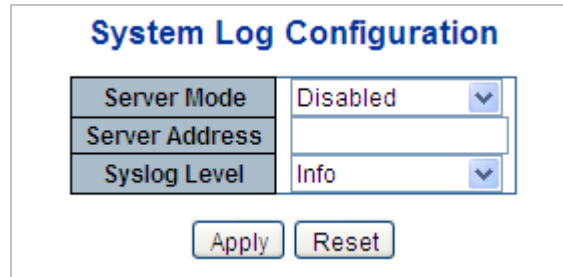 System Log Configuration
Server Mode Disabled
Server Address
Syslog Level Info
Apply Reset